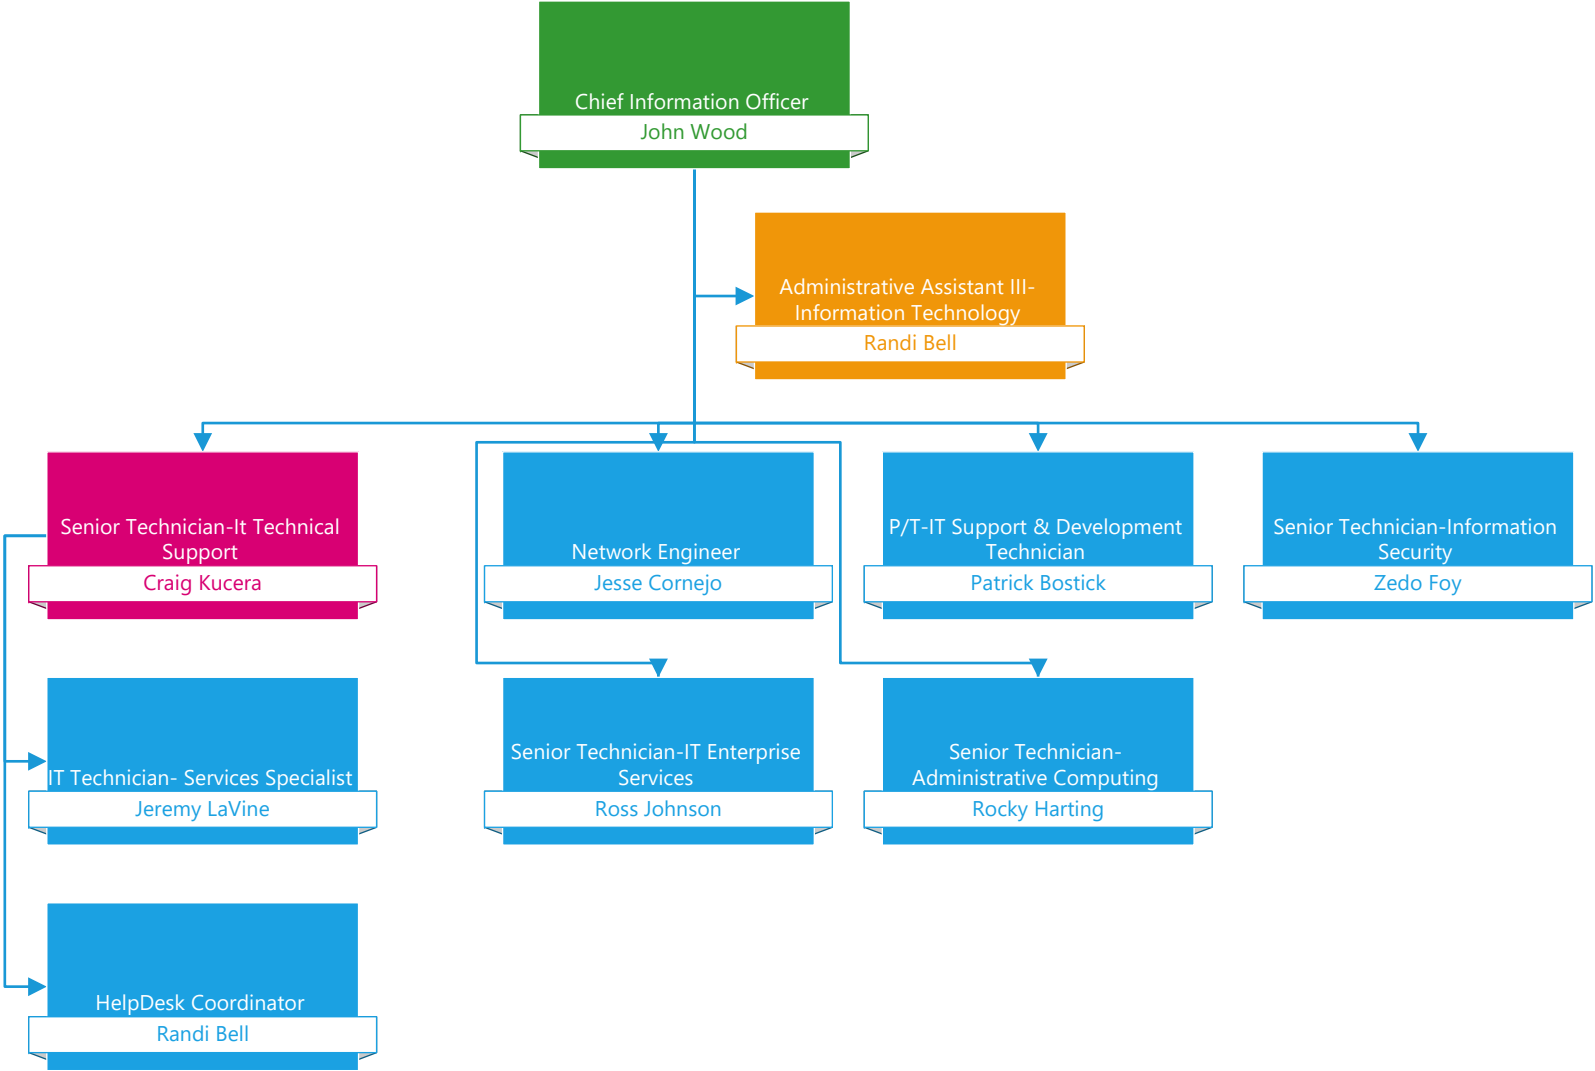 Chief Information Officer
John Wood
Administrative Assistant III-
Information Technology
Randi Bell
Senior Technician-It Technical
Support
Craig Kucera
Network Engineer
Jesse Cornejo
P/T-IT Support & Development
Technician
Patrick Bostick
Senior Technician-Information
Security
Zedo Foy
IT Technician- Services Specialist
Jeremy LaVine
Senior Technician-IT Enterprise
Services
Ross Johnson
Senior Technician-
Administrative Computing
Rocky Harting
HelpDesk Coordinator
Randi Bell